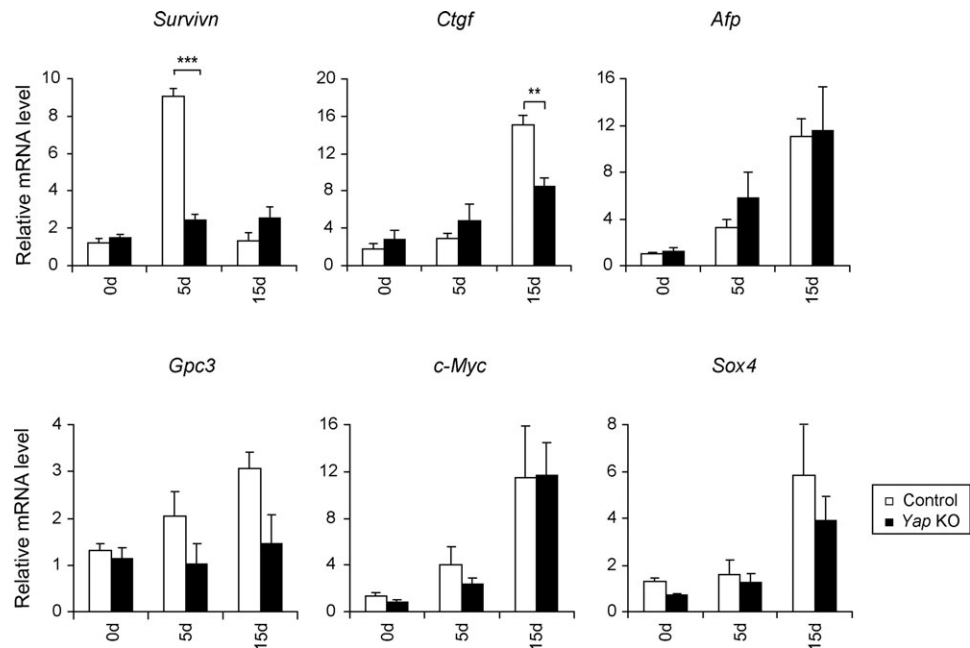 Survivn
Ctgf
Afp
Relative mRNA level
***
10
8
6
4
2
0
0d
5d
15d
**
20
16
12
8
4
0
0d
5d
15d
16
12
8
4
0
0d
5d
15d
Gpc3
c-Myc
Sox4
Relative mRNA level
4
3
2
1
0
0d
5d
15d
16
12
8
4
0
0d
5d
15d
8
6
4
2
0
0d
5d
15d
Control
Yap KO